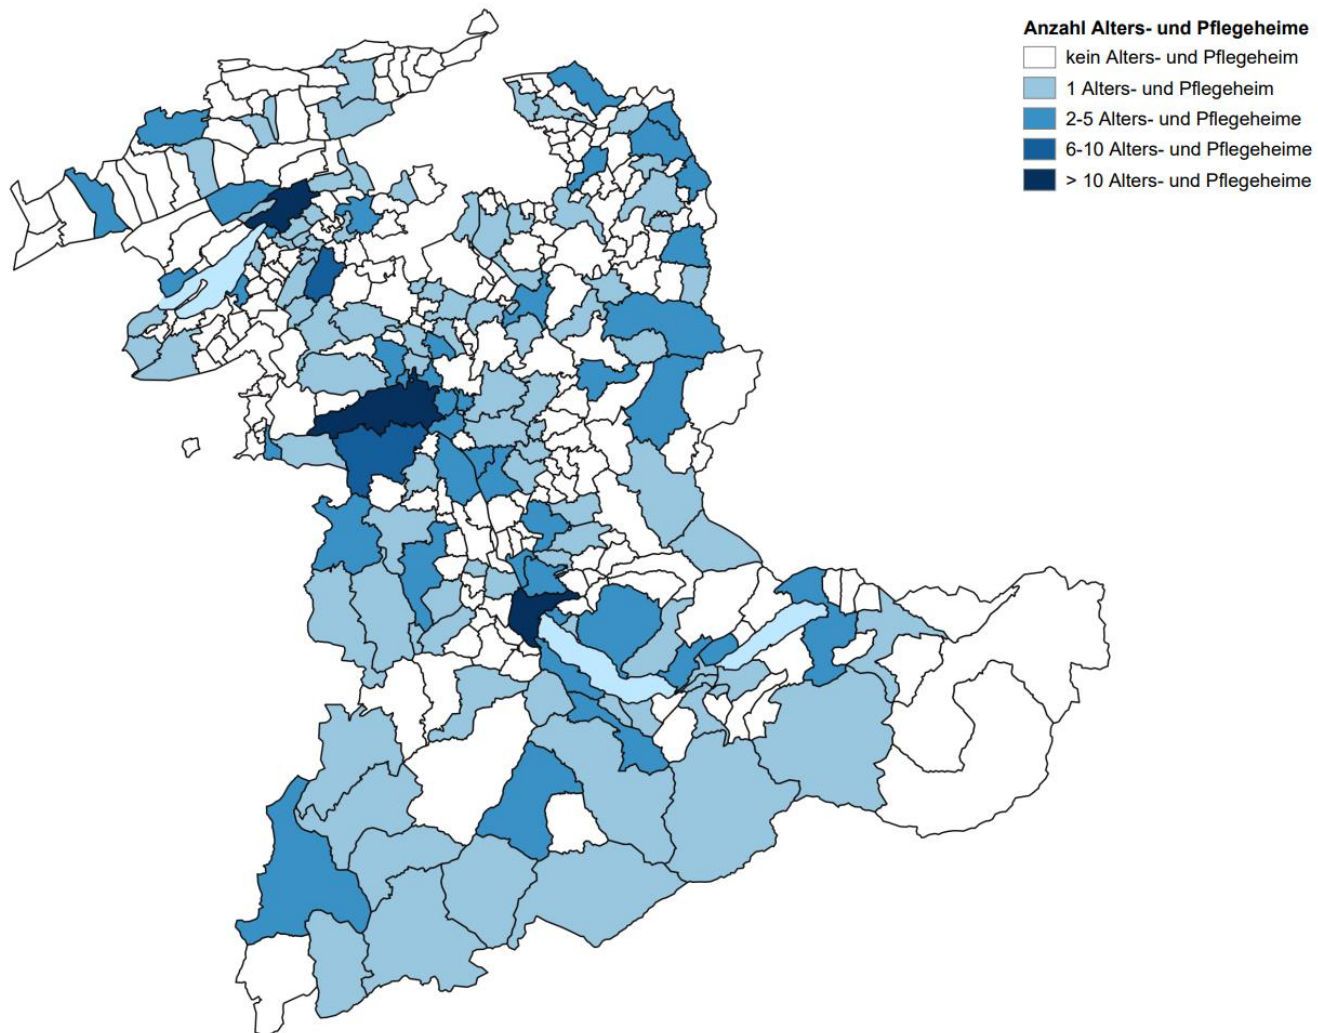 Anzahl Alters- und Pflegeheime
kein Alters- und Pflegeheim
1 Alters- und Pflegeheim
2-5 Alters- und Pflegeheime
6-10 Alters- und Pflegeheime
> 10 Alters- und Pflegeheime